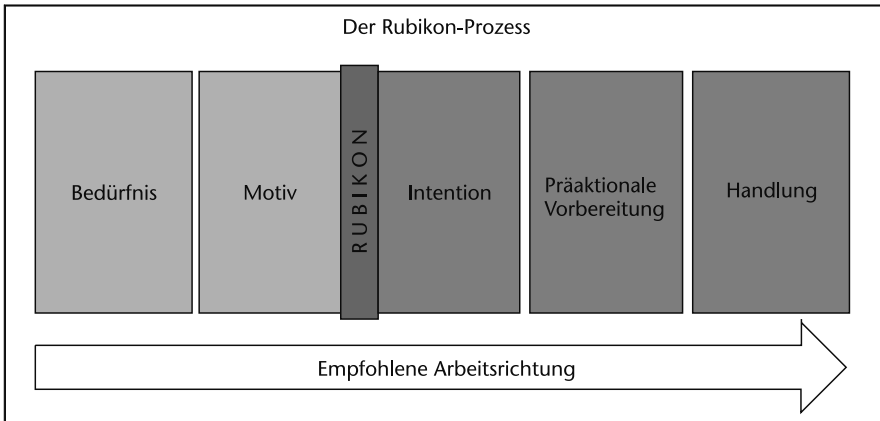 Der Rubikon-Prozess
Bedürfnis
Motiv
RUBIKON
Intention
Präaktionale
Vorbereitung
Handlung
Empfohlene Arbeitsrichtung